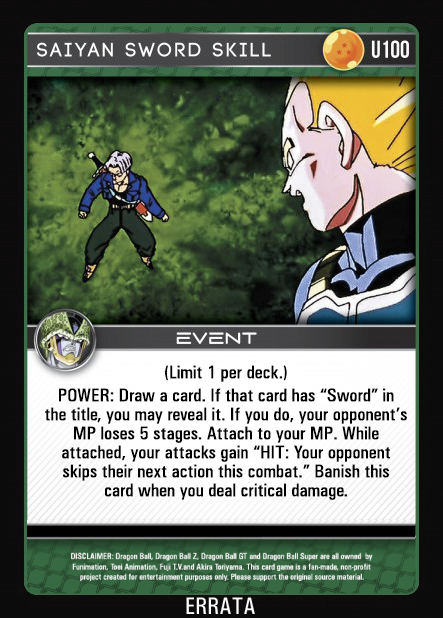 SAIYAN SWORD SKILL
U100
EVENT
(Limit 1 per deck.)
POWER: Draw a card. If that card has “Sword” in
the title, you may reveal it. If you do, your opponent’s
MP loses 5 stages. Attach to your MP. While
attached, your attacks gain “HIT: Your opponent
skips their next action this combat.” Banish this
card when you deal critical damage.
DISCLAIMER: Dragon Ball, Dragon Ball Z, Dragon Ball GT and Dragon Ball Super are all owned by
Funimation, Toei Animation, Fuji T.V.and Akira Toriyama. This card game is a fan-made, non-profit
project created for entertainment purposes only. Please support the original source material.
ERRATA